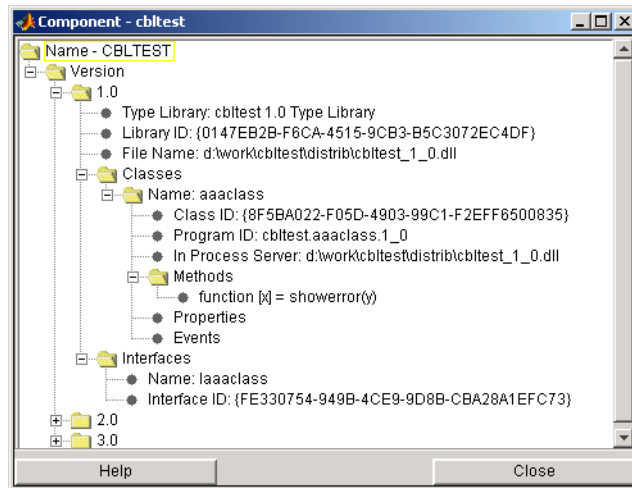 Component - cbltest
Name - CBLTEST
Version
1.0
Type Library: cbltest 1.0 Type Library
Library ID: {0147EB2B-F6CA-4515-9CB3-B5C3072EC4DF}
File Name: d:\work\cbltest\distrib\cbltest_1_0.dll
Classes
Name: aaaclass
Class ID: {8F5BA022-F05D-4903-99C1-F2EFF6500835}
Program ID: cbltest.aaaclass.1_0
In Process Server: d:\work\cbltest\distrib\cbltest_1_0.dll
Methods
function [x] = showerror(y)
Properties
Events
Interfaces
Name: Iaaaclass
Interface ID: {FE330754-949B-4CE9-9D8B-CBA28A1EFC73}
2.0
3.0
Help Close